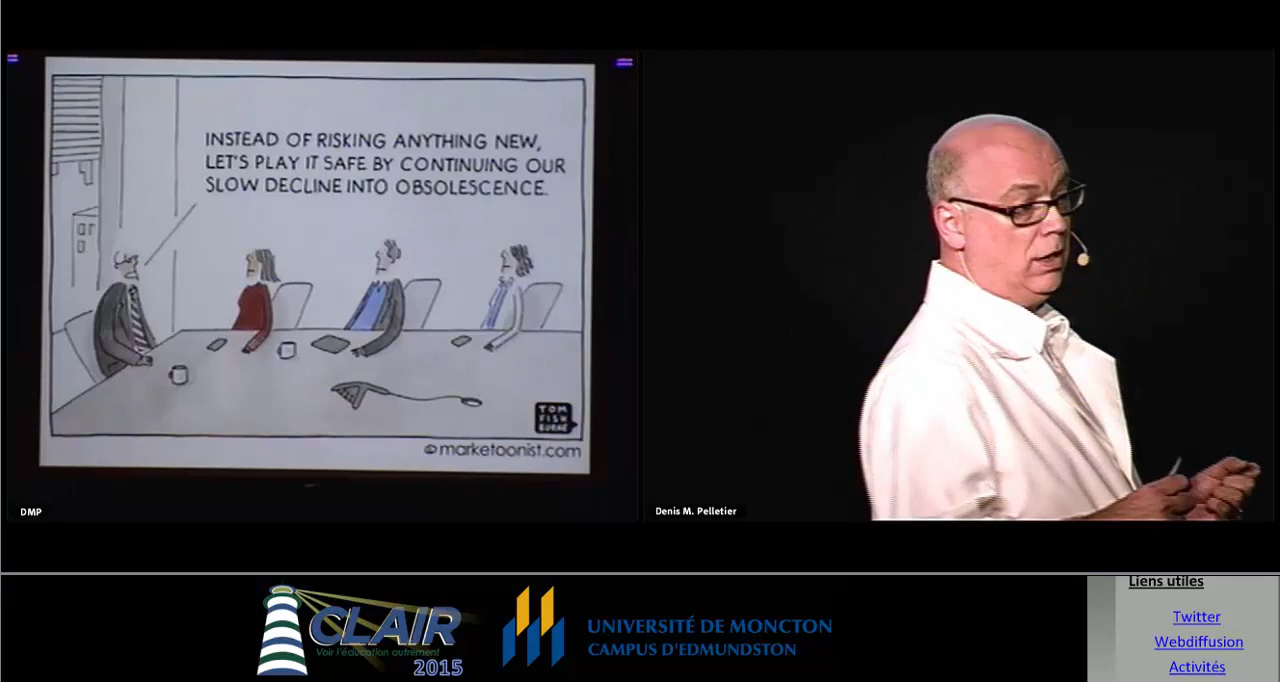 INSTEAD OF RISKING ANYTHING NEW,
LET'S PLAY IT SAFE BY CONTINUING OUR
SLOW DECLINE INTO OBSOLESCENCE.
TOM
FISH
BURNE
© marketoonist.com
DMP
Denis M. Pelletier
CLAIR
Voir l'éducation autrement
2015
UNIVERSITÉ DE MONCTON
CAMPUS D'EDMUNDSTON
Liens utiles
Twitter
Webdiffusion
Activités